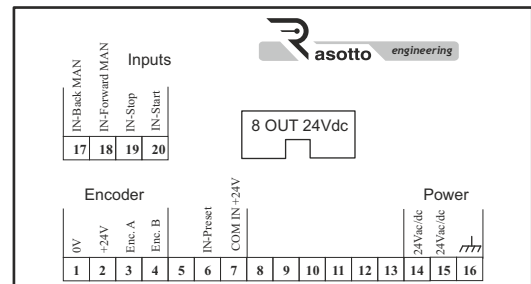 Rasotto engineering
Inputs
IN-Back MAN
IN-Forward MAN
IN-Stop
IN-Start
17 18 19 20
8 OUT 24Vdc
Encoder
Power
0V
+24V
Enc. A
Enc. B
IN-Preset
COM IN +24V
24Vac/dc
24Vac/dc
1 2 3 4 5 6 7 8 9 10 11 12 13 14 15 16